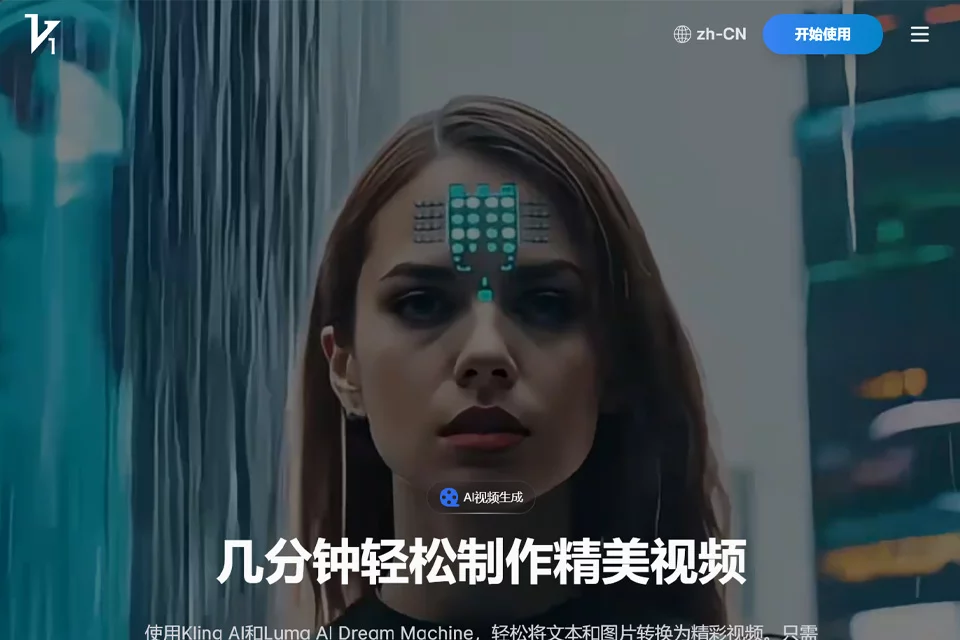 V1
zh-CN
开始使用
AI视频生成
几分钟轻松制作精美视频
使用Kling AI和Luma AI Dream Machine，轻松将文本和图片转换为精彩视频。只需